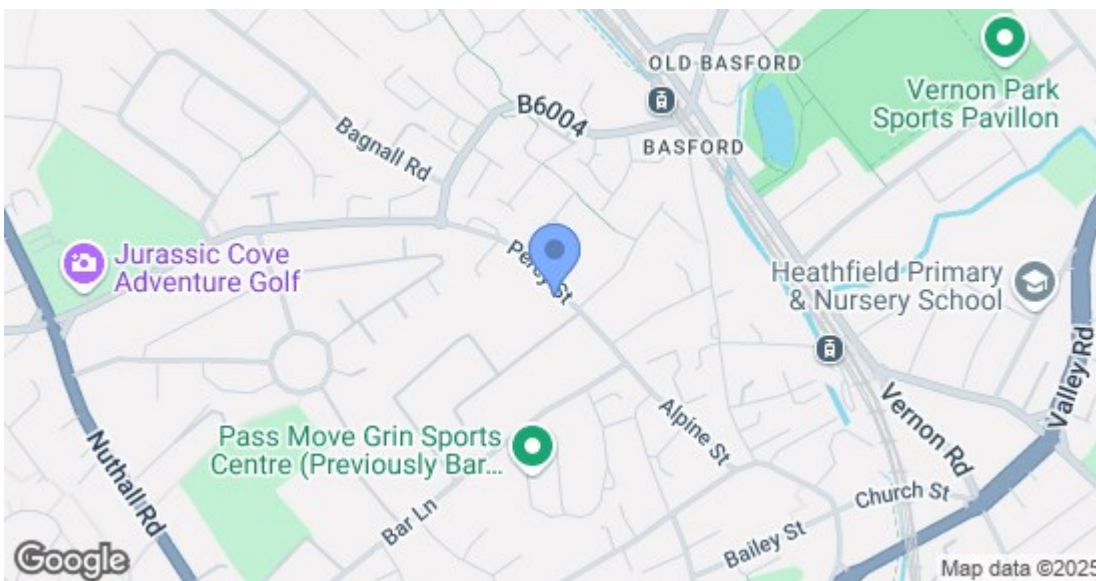 OLD BASFORD
Vernon Park
Sports Pavillon
B6004
BASFORD
Bagnall Rd
Jurassic Cove
Adventure Golf
Percy St
Heathfield Primary
& Nursery School
Valley Rd
Alpine St
Pass Move Grin Sports
Centre (Previously Bar...
Vernon Rd
Nuthall Rd
Church St
Bar Ln
Bailey St
Google
Map data ©2025